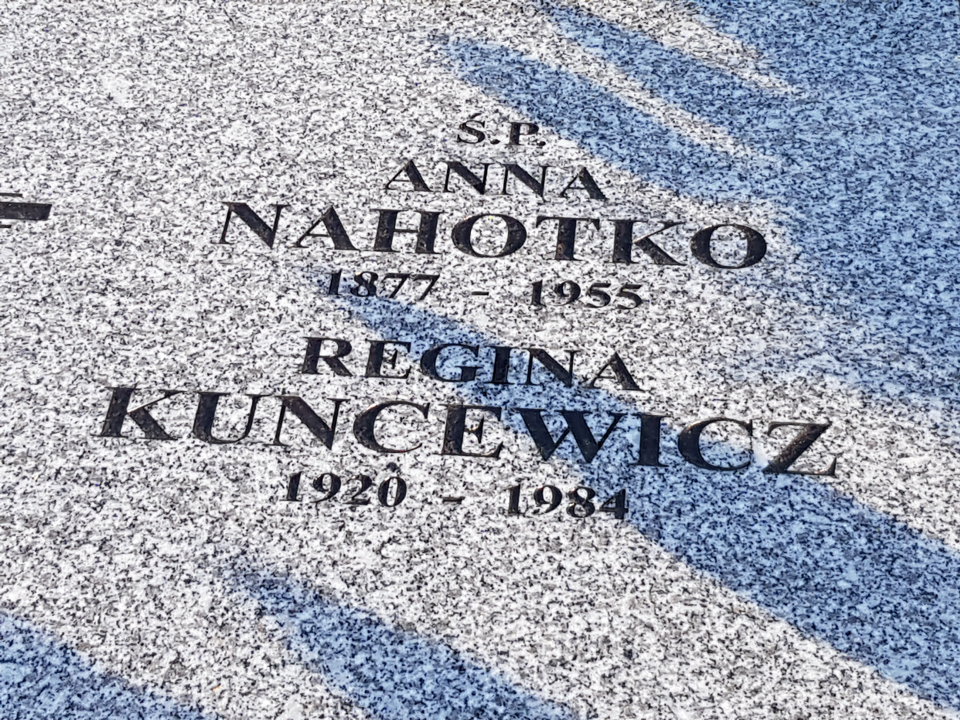 Ś.P.
ANNA
NAHOTKO
1877 - 1955
REGINA
KUNCEWICZ
1920 - 1984